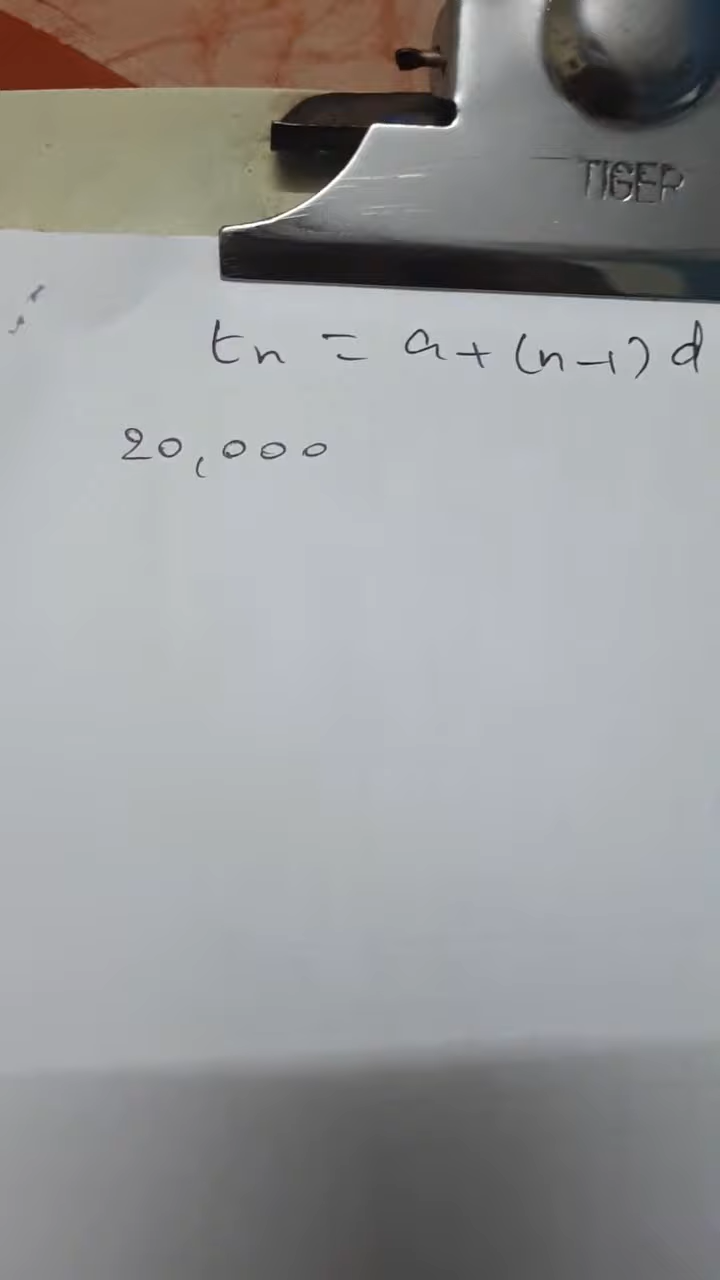 TIGER
tn = a + (n-1) d
20,000